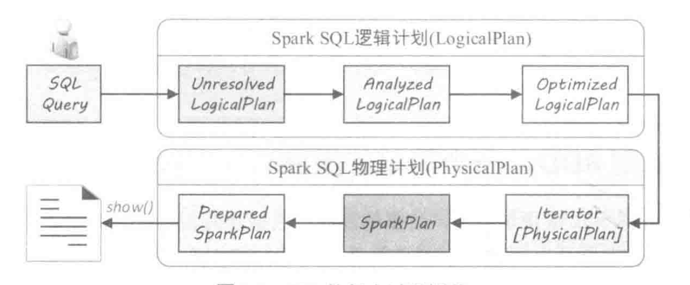 Spark SQL逻辑计划(LogicalPlan)
SQL
Query
Unresolved
LogicalPlan
Analyzed
LogicalPlan
Optimized
LogicalPlan
Spark SQL物理计划(PhysicalPlan)
show()
Prepared
SparkPlan
SparkPlan
Iterator
[PhysicalPlan]